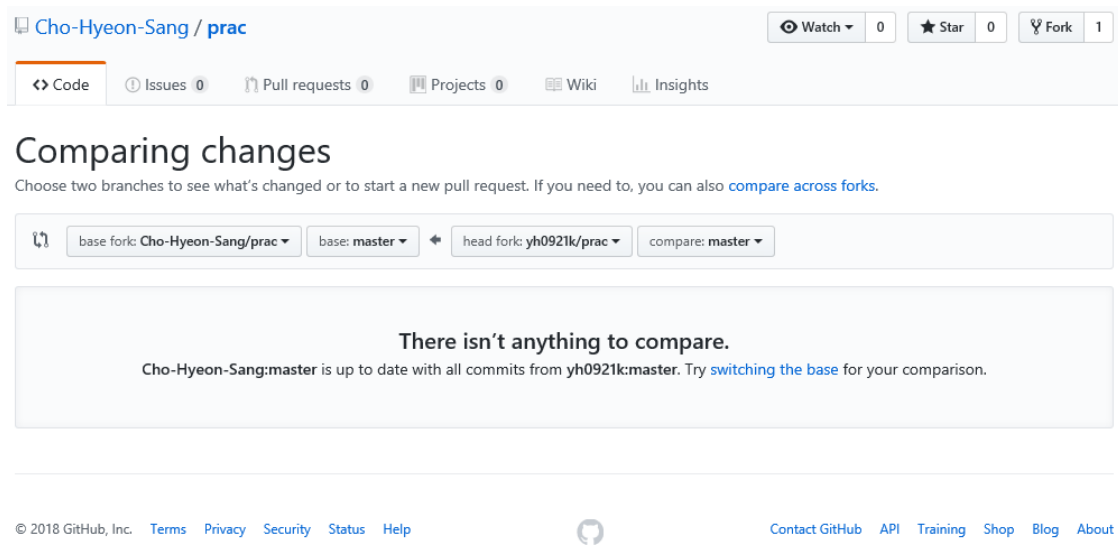 Cho-Hyeon-Sang / prac Watch 0 Star 0 Fork 1
Code Issues 0 Pull requests 0 Projects 0 Wiki Insights
Comparing changes
Choose two branches to see what's changed or to start a new pull request. If you need to, you can also compare across forks.
base fork: Cho-Hyeon-Sang/prac base: master head fork: yh0921k/prac compare: master
There isn't anything to compare.
Cho-Hyeon-Sang:master is up to date with all commits from yh0921k:master. Try switching the base for your comparison.
© 2018 GitHub, Inc. Terms Privacy Security Status Help Contact GitHub API Training Shop Blog About